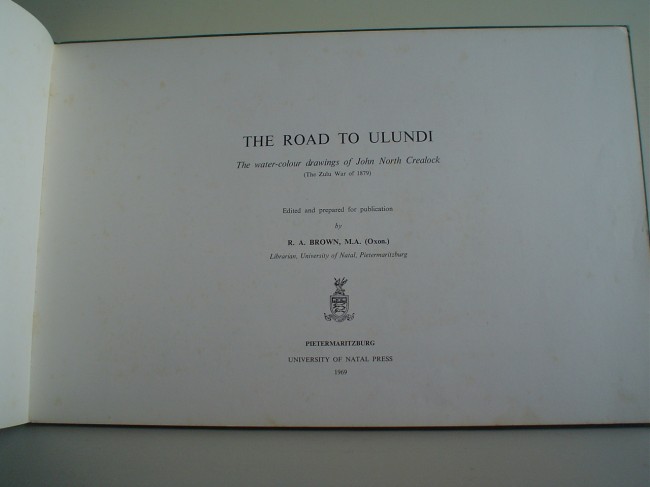 THE ROAD TO ULUNDI
The water-colour drawings of John North Crealock
(The Zulu War of 1879)
Edited and prepared for publication
by
R. A. BROWN, M.A. (Oxon.)
Librarian, University of Natal, Pietermaritzburg
PIETERMARITZBURG
UNIVERSITY OF NATAL PRESS
1969